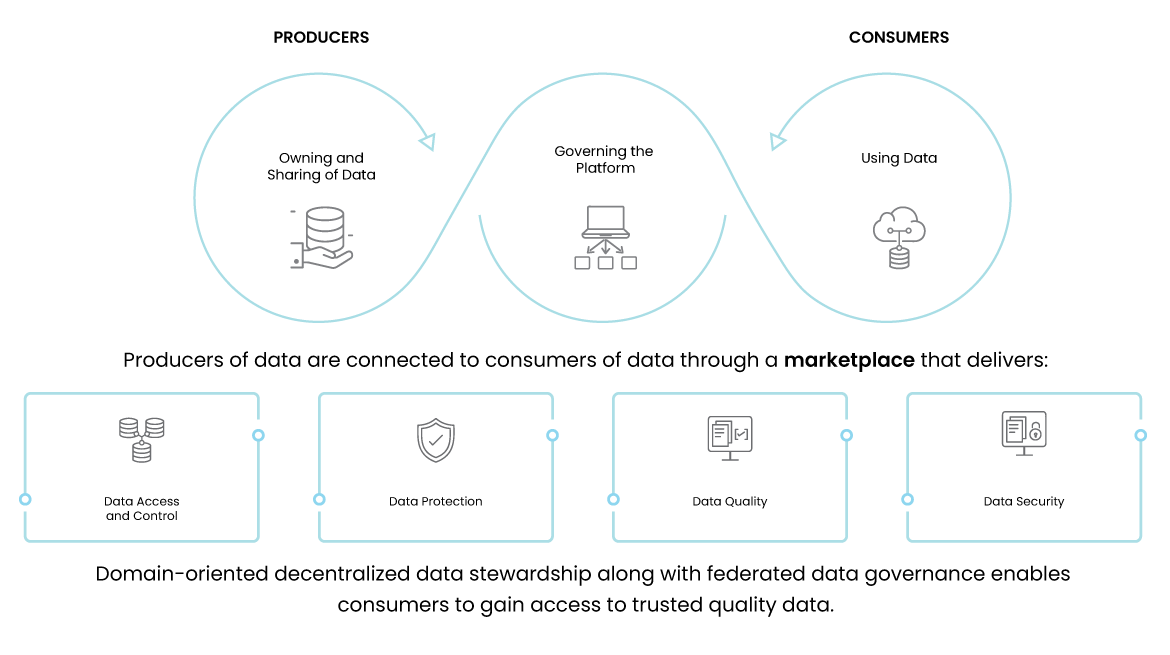 PRODUCERS
CONSUMERS
Owning and
Sharing of Data
Governing the
Platform
Using Data
Producers of data are connected to consumers of data through a marketplace that delivers:
Data Access
and Control
Data Protection
Data Quality
Data Security
Domain-oriented decentralized data stewardship along with federated data governance enables
consumers to gain access to trusted quality data.